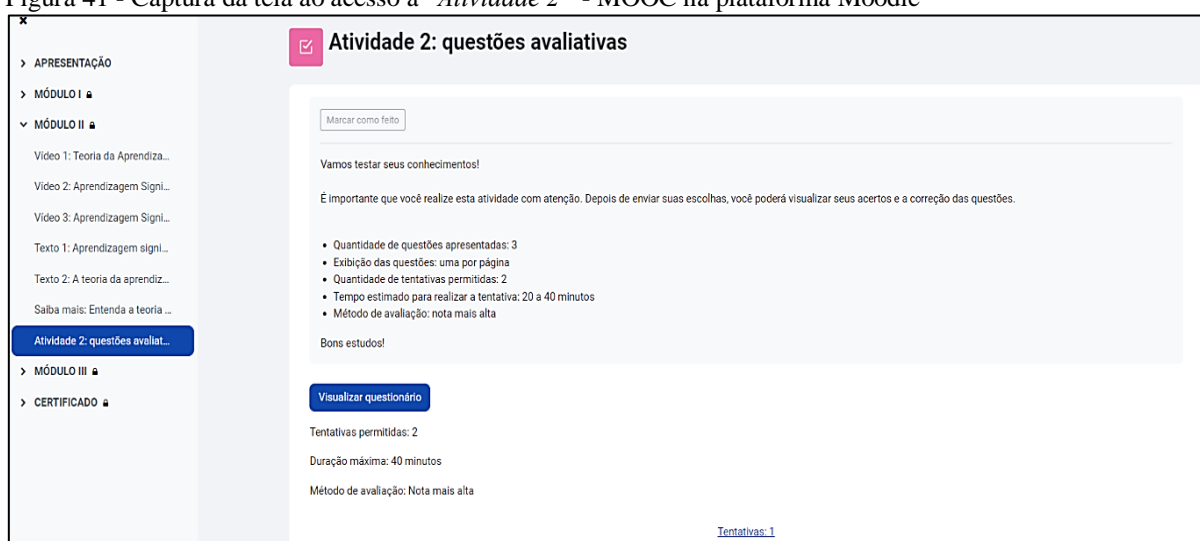 Figura 41 - Captura da tela ao acesso à "Atividade 2" - MOOC na plataforma Moodle
x
> APRESENTAÇÃO
> MÓDULO I
MÓDULO II
Vídeo 1: Teoria da Aprendiza...
Vídeo 2: Aprendizagem Signi...
Vídeo 3: Aprendizagem Signi...
Texto 1: Aprendizagem signi...
Texto 2: A teoria da aprendiz...
Saiba mais: Entenda a teoria ...
Atividade 2: questões avaliat...
> MÓDULO III
> CERTIFICADO
Atividade 2: questões avaliativas
Marcar como feito
Vamos testar seus conhecimentos!
É importante que você realize esta atividade com atenção. Depois de enviar suas escolhas, você poderá visualizar seus acertos e a correção das questões.
• Quantidade de questões apresentadas: 3
• Exibição das questões: uma por página
• Quantidade de tentativas permitidas: 2
• Tempo estimado para realizar a tentativa: 20 a 40 minutos
• Método de avaliação: nota mais alta
Bons estudos!
Visualizar questionário
Tentativas permitidas: 2
Duração máxima: 40 minutos
Método de avaliação: Nota mais alta
Tentativas: 1